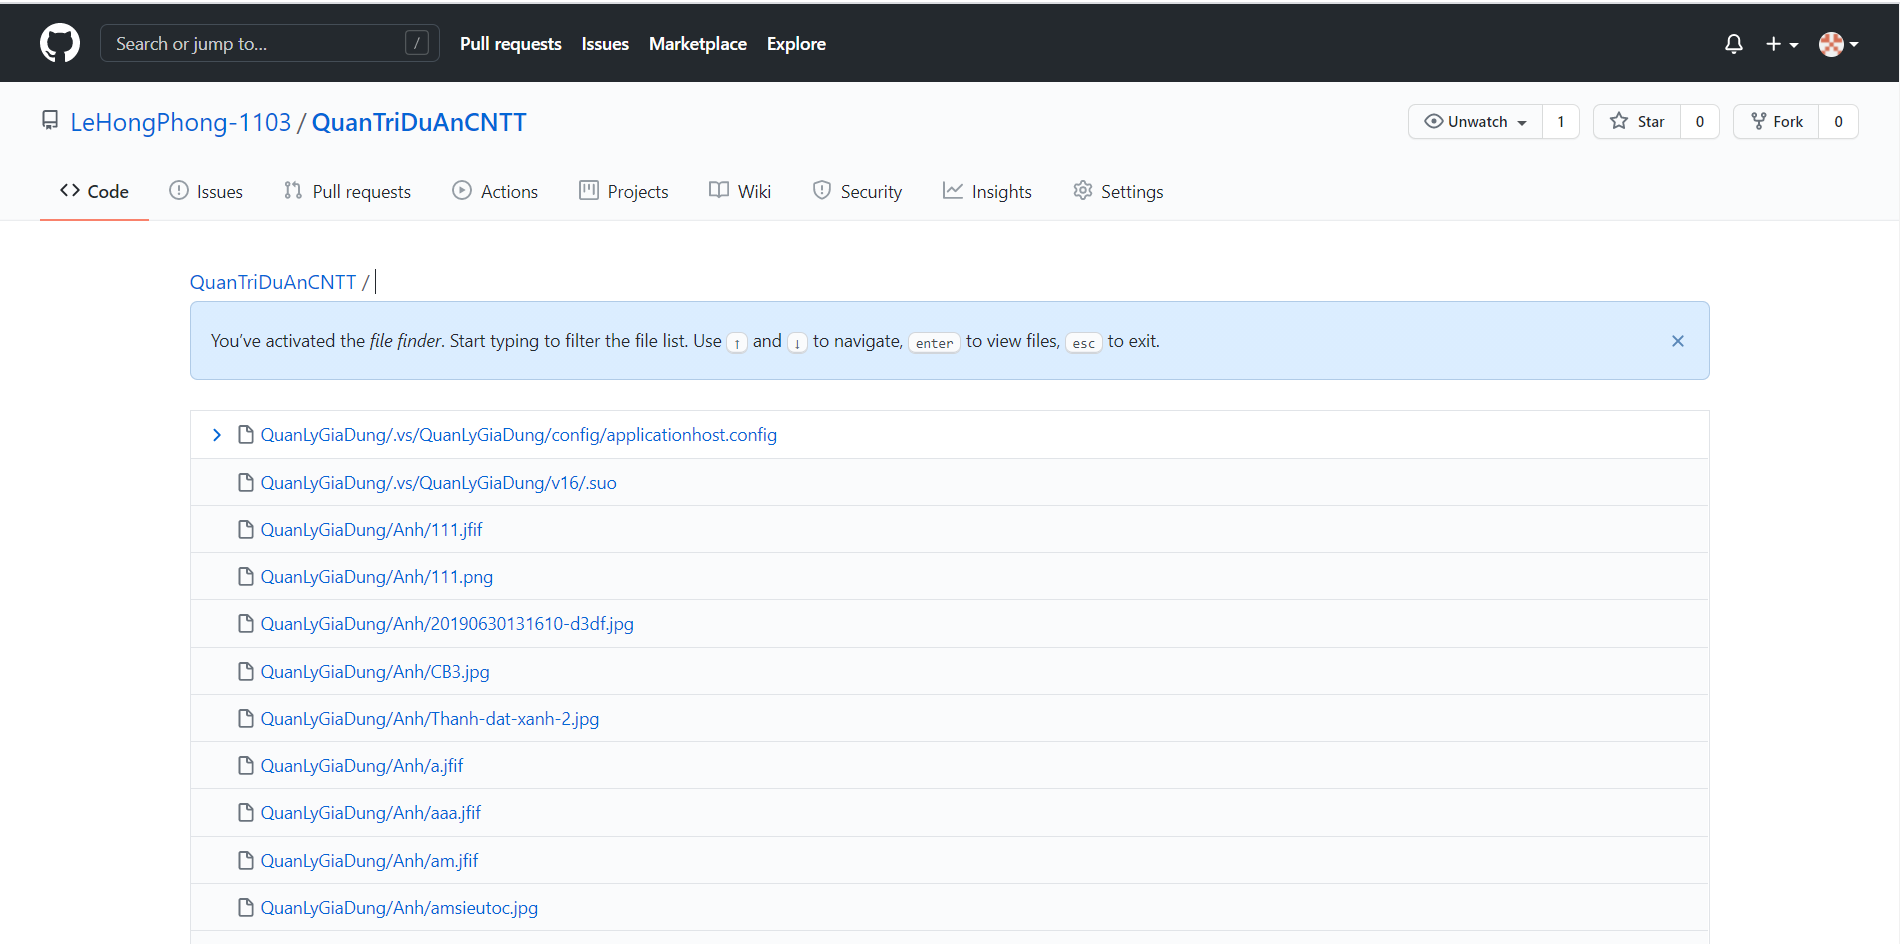 Search or jump to... /
Pull requests Issues Marketplace Explore
LeHongPhong-1103 / QuanTriDuAnCNTT
Unwatch 1 Star 0 Fork 0
Code Issues Pull requests Actions Projects Wiki Security Insights Settings
QuanTriDuAnCNTT /
You’ve activated the file finder. Start typing to filter the file list. Use ↑ and ↓ to navigate, enter to view files, esc to exit.
QuanLyGiaDung/.vs/QuanLyGiaDung/config/applicationhost.config
QuanLyGiaDung/.vs/QuanLyGiaDung/v16/.suo
QuanLyGiaDung/Anh/111.jfif
QuanLyGiaDung/Anh/111.png
QuanLyGiaDung/Anh/20190630131610-d3df.jpg
QuanLyGiaDung/Anh/CB3.jpg
QuanLyGiaDung/Anh/Thanh-dat-xanh-2.jpg
QuanLyGiaDung/Anh/a.jfif
QuanLyGiaDung/Anh/aaa.jfif
QuanLyGiaDung/Anh/am.jfif
QuanLyGiaDung/Anh/amsieutoc.jpg